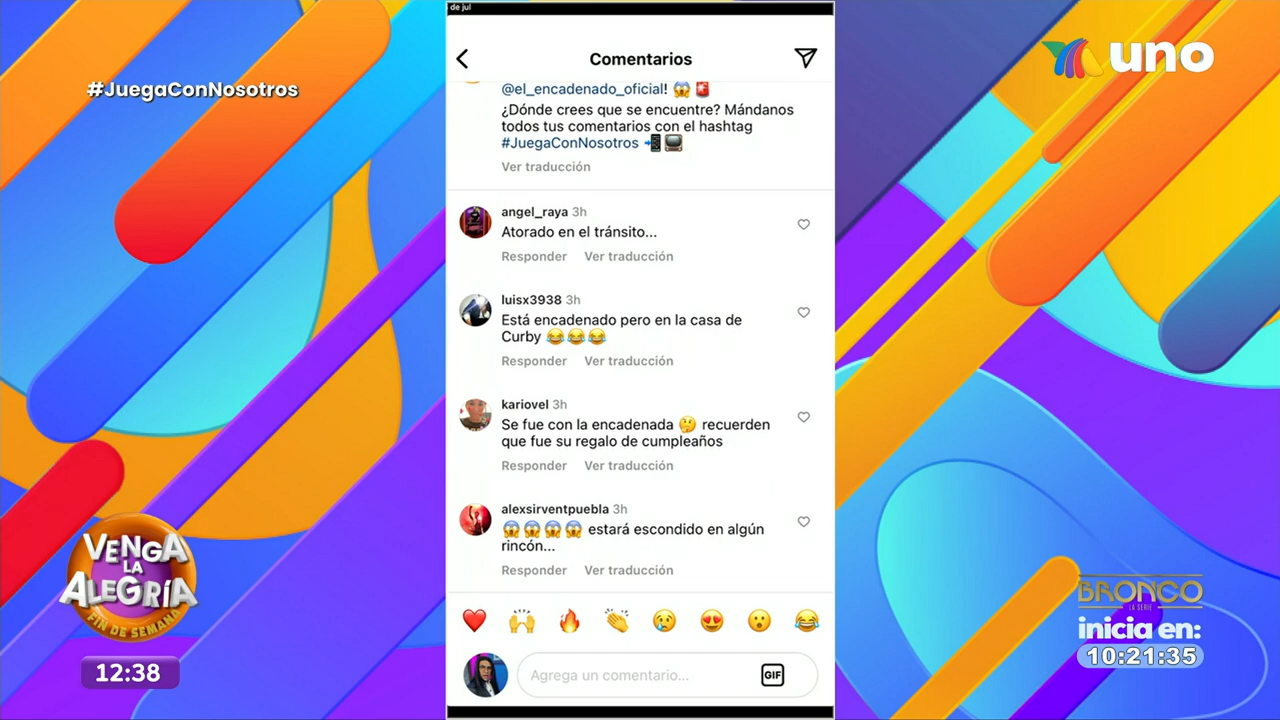 de jul
#JuegaConNosotros
uno
Comentarios
@el_encadenado_oficial! 😱 🚨
¿Dónde crees que se encuentre? Mándanos
todos tus comentarios con el hashtag
#JuegaConNosotros 📲📺
Ver traducción
angel_raya 3h
Atorado en el tránsito...
Responder Ver traducción
luisx3938 3h
Está encadenado pero en la casa de
Curby 😂😂😂
Responder Ver traducción
kariovel 3h
Se fue con la encadenada 🤔 recuerden
que fue su regalo de cumpleaños
Responder Ver traducción
alexsirventpuebla 3h
😱😱😱😱 estará escondido en algún
rincón...
Responder Ver traducción
❤️ 🙌 🔥 👏 😢 😍 😮 😂
Agrega un comentario...
GIF
VENGA
LA
ALEGRÍA
FIN DE SEMANA
12:38
BRONCO
LA SERIE
inicia en:
10:21:35